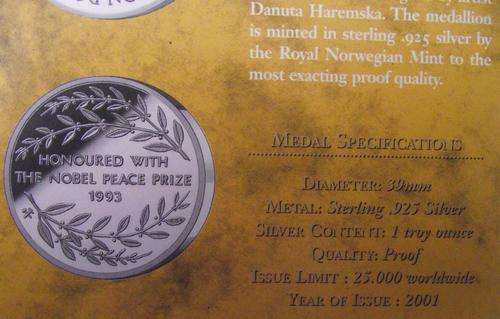 Danuta Haremska. The medallion
is minted in sterling .925 silver by
the Royal Norwegian Mint to the
most exacting proof quality.
HONOURED WITH
THE NOBEL PEACE PRIZE
1993
MEDAL SPECIFICATIONS
DIAMETER: 39mm
METAL: Sterling .925 Silver
SILVER CONTENT: 1 troy ounce
QUALITY: Proof
ISSUE LIMIT : 25.000 worldwide
YEAR OF ISSUE : 2001